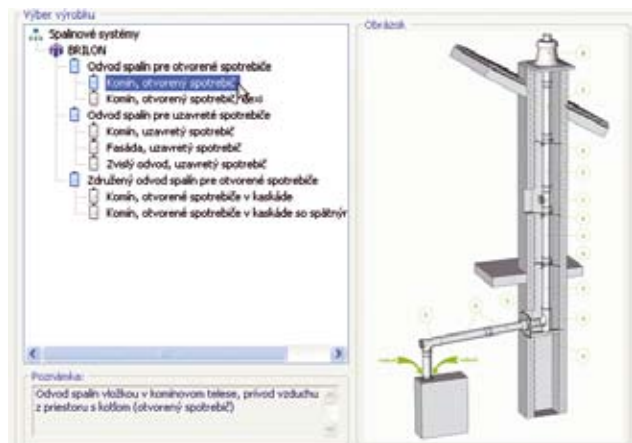 Výber výrobku
Spalinové systémy
BRILON
Odvod spalín pre otvorené spotrebiče
Komín, otvorený spotrebič
Komín, otvorený spotrebič,
Odvod spalín pre uzavreté spotrebiče
Komín, uzavretý spotrebič
Fasáda, uzavretý spotrebič
Zvislý odvod, uzavretý spotrebič
Združený odvod spalín pre otvorené spotrebiče
Komín, otvorené spotrebiče v kaskáde
Komín, otvorené spotrebiče v kaskáde so
Poznámka:
Odvod spalín vložkou v komínovom telese, prívod vzduchu
z priestoru s kotlom (otvorený spotrebič)
Obrázok